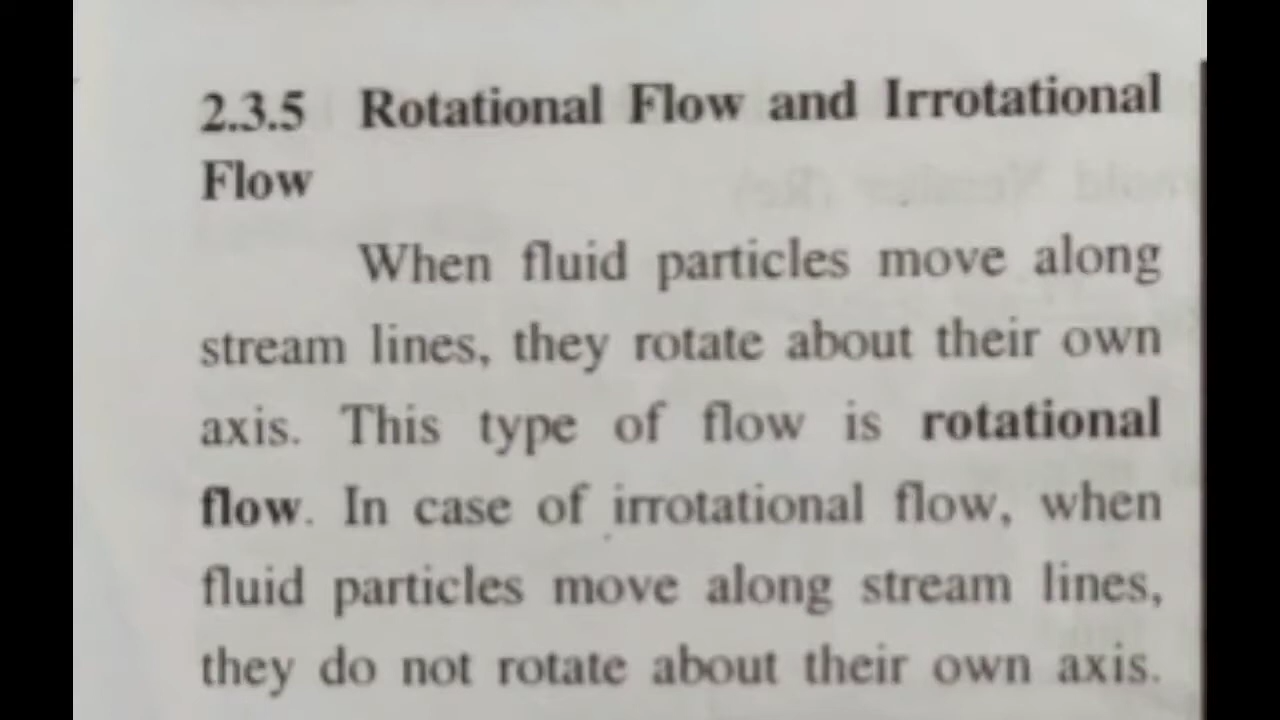 2.3.5 Rotational Flow and Irrotational
Flow
When fluid particles move along
stream lines, they rotate about their own
axis. This type of flow is rotational
flow. In case of irrotational flow, when
fluid particles move along stream lines,
they do not rotate about their own axis.